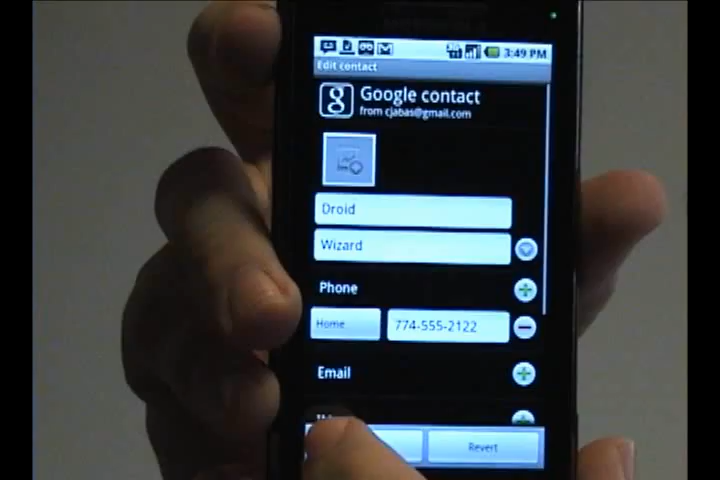 3G
3:49 PM
Edit contact
g Google contact
from cjabas@gmail.com
Droid
Wizard
Phone
Home
774-555-2122
Email
Revert